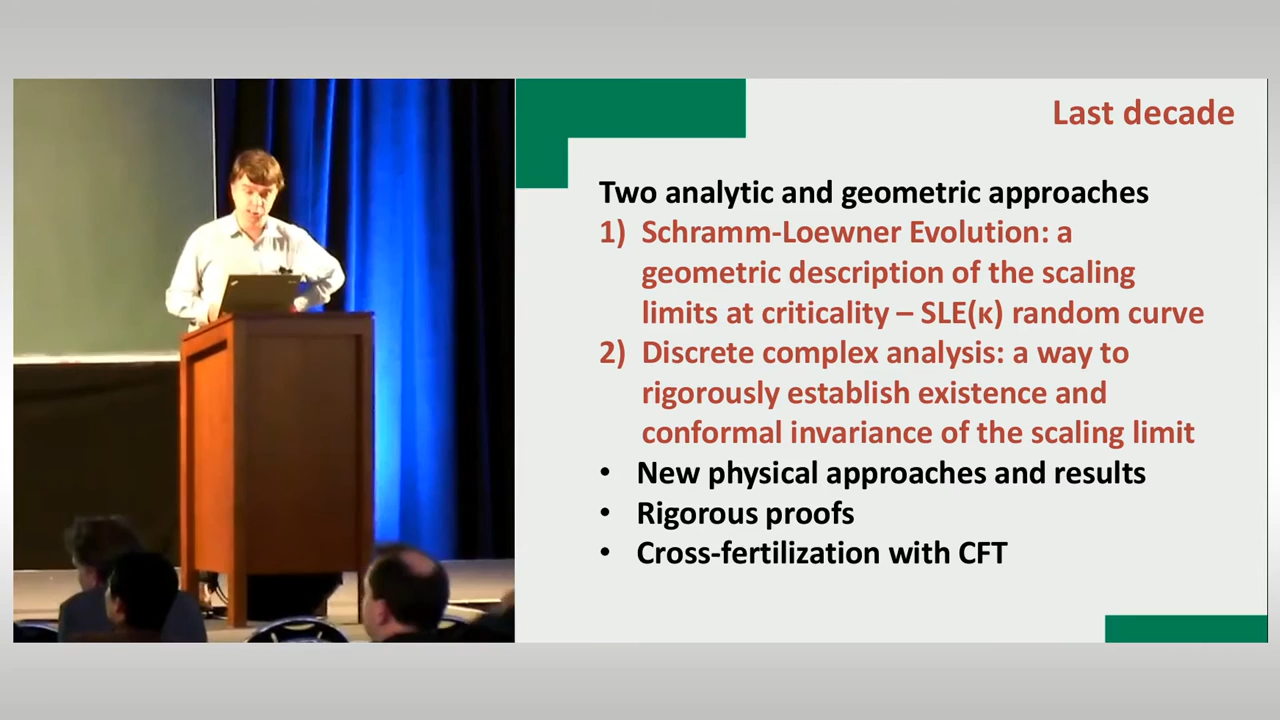 Last decade
Two analytic and geometric approaches
1) Schramm-Loewner Evolution: a
geometric description of the scaling
limits at criticality – SLE(κ) random curve
2) Discrete complex analysis: a way to
rigorously establish existence and
conformal invariance of the scaling limit
• New physical approaches and results
• Rigorous proofs
• Cross-fertilization with CFT